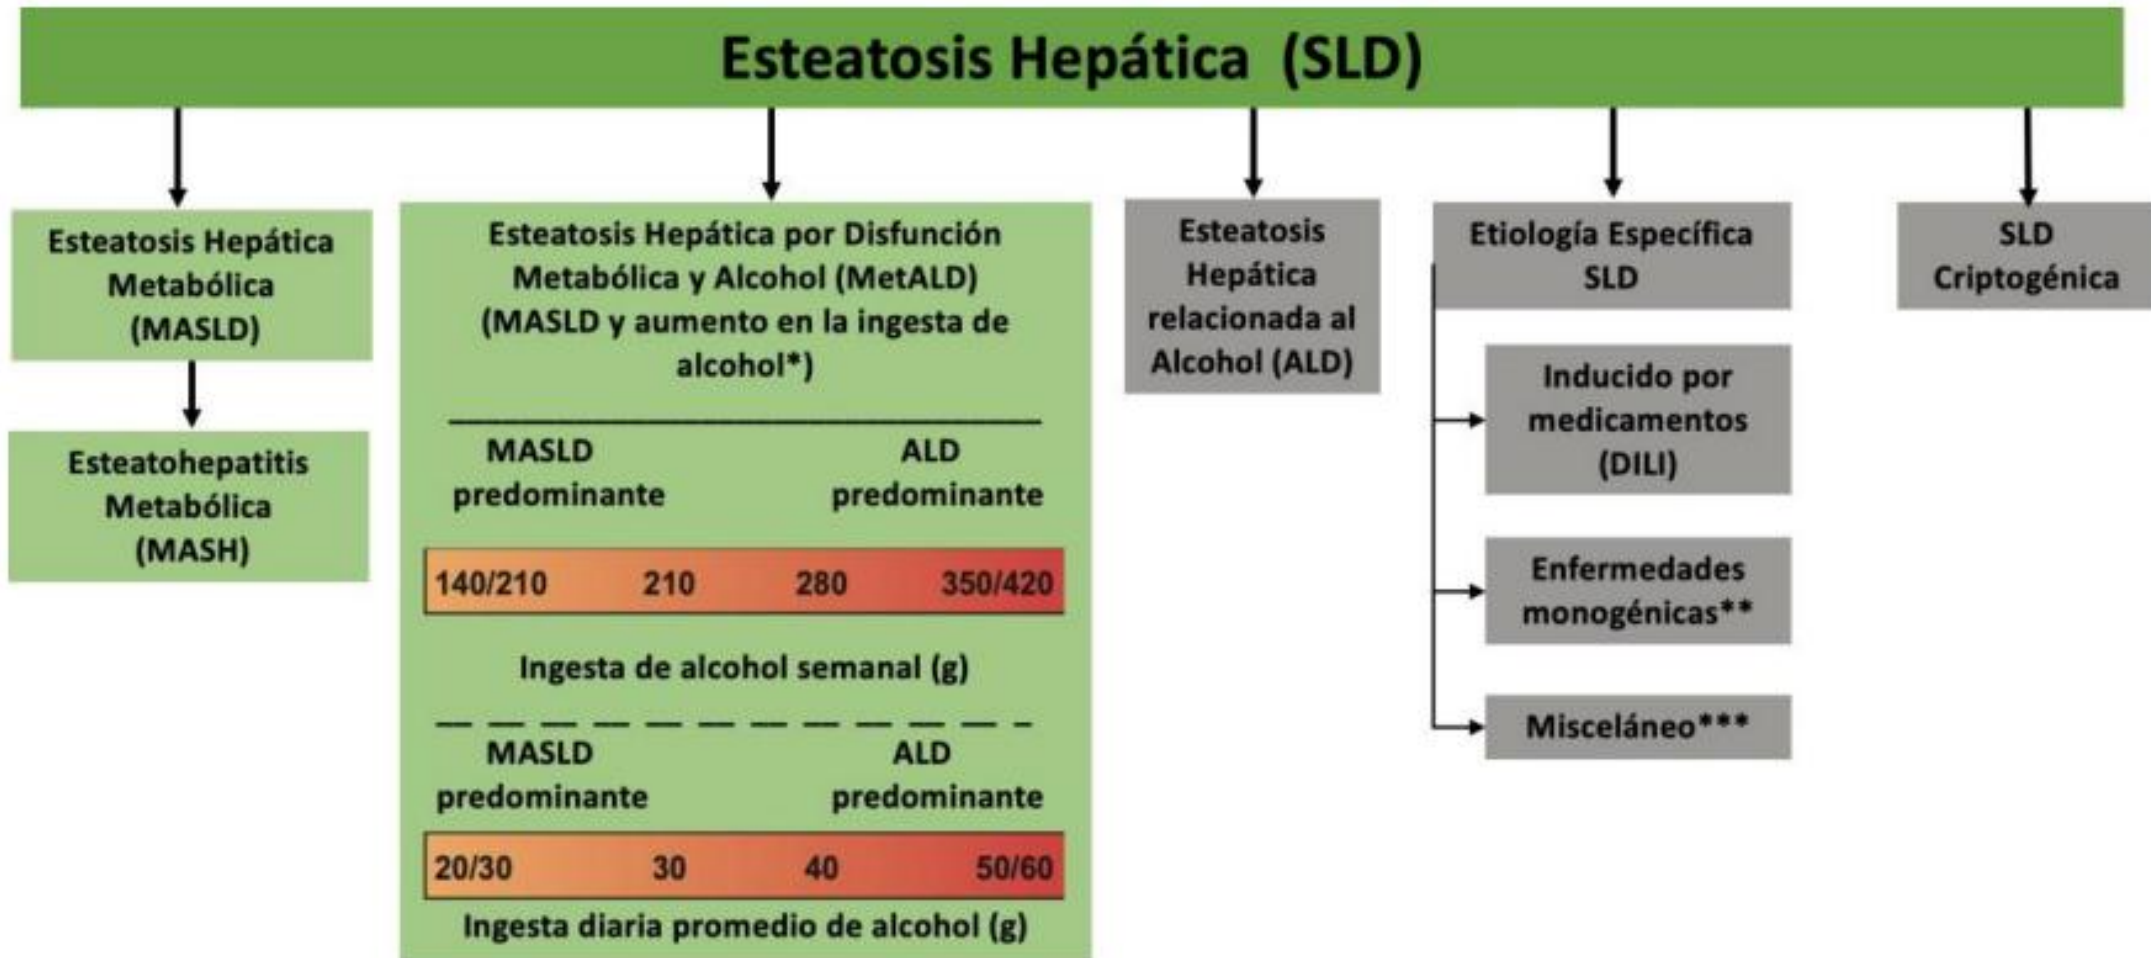 Esteatosis Hepática (SLD)
Esteatosis Hepática
Metabólica
(MASLD)
Esteatohepatitis
Metabólica
(MASH)
Esteatosis Hepática por Disfunción
Metabólica y Alcohol (MetALD)
(MASLD y aumento en la ingesta de
alcohol*)
MASLD
predominante
ALD
predominante
140/210 210 280 350/420
Ingesta de alcohol semanal (g)
MASLD
predominante
ALD
predominante
20/30 30 40 50/60
Ingesta diaria promedio de alcohol (g)
Esteatosis
Hepática
relacionada al
Alcohol (ALD)
Etiología Específica
SLD
Inducido por
medicamentos
(DILI)
Enfermedades
monogénicas**
Misceláneo***
SLD
Criptogénica